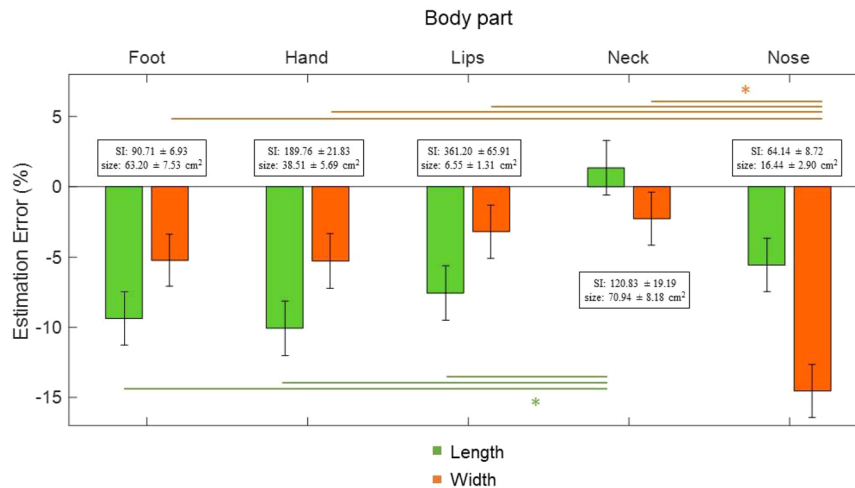 Body part
Foot Hand Lips Neck Nose
Estimation Error (%)
5
0
-5
-10
-15
*
SI: 90.71 ± 6.93
size: 63.20 ± 7.53 cm²
SI: 189.76 ± 21.83
size: 38.51 ± 5.69 cm²
SI: 361.20 ± 65.91
size: 6.55 ± 1.31 cm²
SI: 64.14 ± 8.72
size: 16.44 ± 2.90 cm²
SI: 120.83 ± 19.19
size: 70.94 ± 8.18 cm²
*
Length
Width